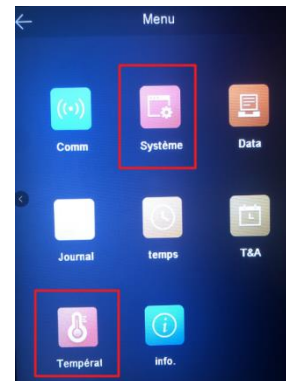 Menu
Comm
Système
Data
Journal
temps
T&A
Tempéral
info.